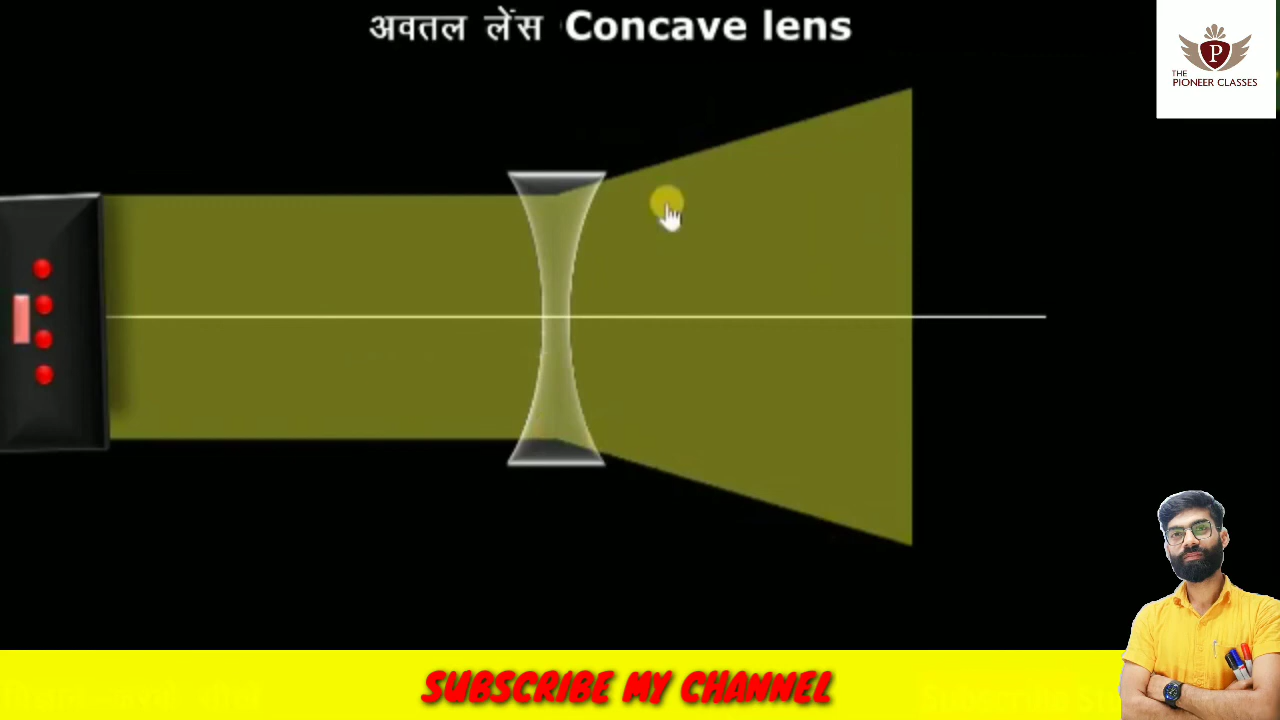 अवतल लेंस Concave lens
P
THE
PIONEER CLASSES
SUBSCRIBE MY CHANNEL